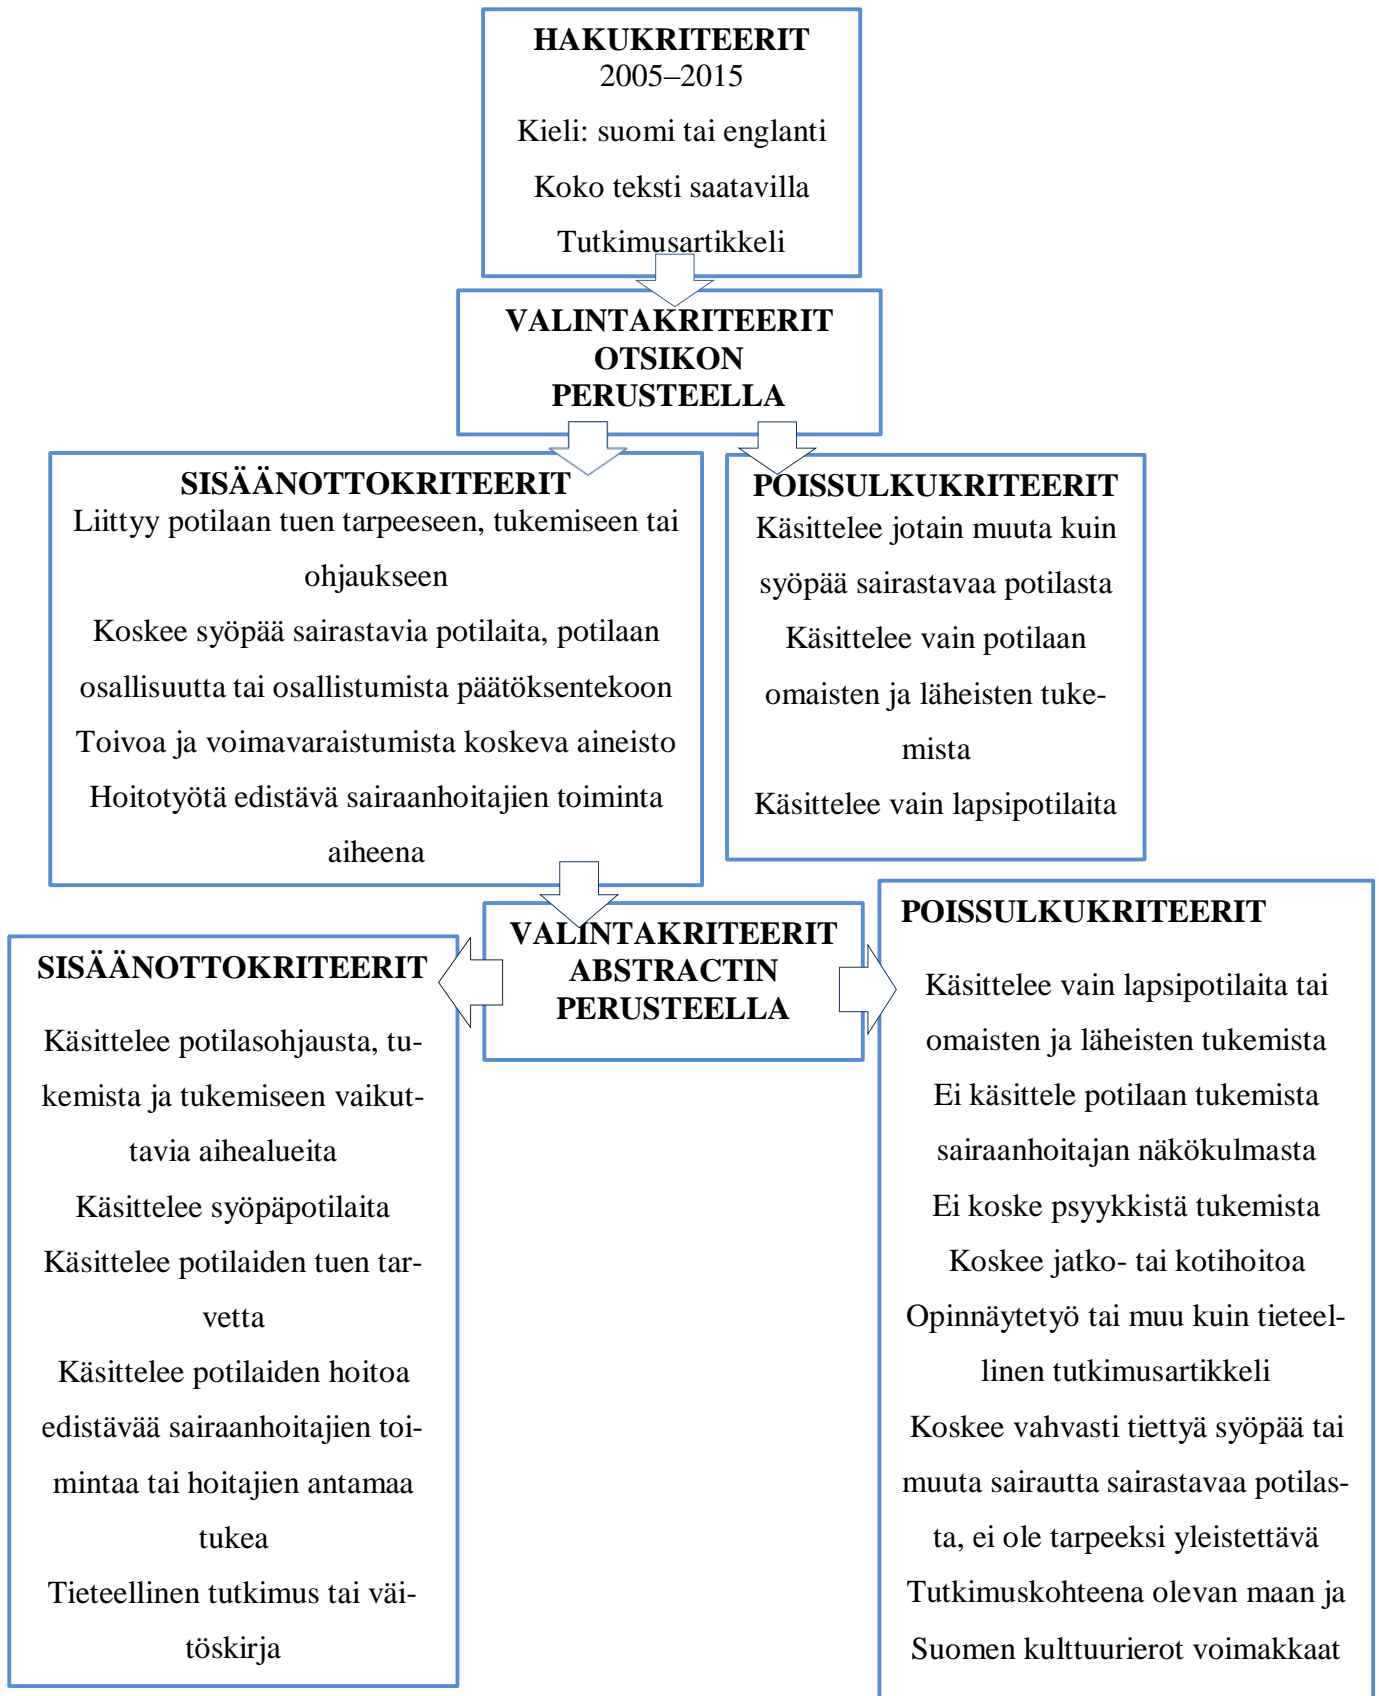 HAKUKRITEERIT
2005–2015
Kieli: suomi tai englanti
Koko teksti saatavilla
Tutkimusartikkeli
VALINTAKRITEERIT
OTSIKON
PERUSTEELLA
SISÄÄNOTTOKRITEERIT
Liittyy potilaan tuen tarpeeseen, tukemiseen tai
ohjaukseen
Koskee syöpää sairastavia potilaita, potilaan
osallisuutta tai osallistumista päätöksentekoon
Toivoa ja voimavaraistumista koskeva aineisto
Hoitotyötä edistävä sairaanhoitajien toiminta
aiheena
POISSULKUKRITEERIT
Käsittelee jotain muuta kuin
syöpää sairastavaa potilasta
Käsittelee vain potilaan
omaisten ja läheisten tuke-
mista
Käsittelee vain lapsipotilaita
VALINTAKRITEERIT
ABSTRACTIN
PERUSTEELLA
SISÄÄNOTTOKRITEERIT
Käsittelee potilasohjausta, tu-
kemista ja tukemiseen vaikut-
tavia aihealueita
Käsittelee syöpäpotilaita
Käsittelee potilaiden tuen tar-
vetta
Käsittelee potilaiden hoitoa
edistävää sairaanhoitajien toi-
mintaa tai hoitajien antamaa
tukea
Tieteellinen tutkimus tai väi-
töskirja
POISSULKUKRITEERIT
Käsittelee vain lapsipotilaita tai
omaisten ja läheisten tukemista
Ei käsittele potilaan tukemista
sairaanhoitajan näkökulmasta
Ei koske psyykkistä tukemista
Koskee jatko- tai kotihoitoa
Opinnäytetyö tai muu kuin tieteel-
linen tutkimusartikkeli
Koskee vahvasti tiettyä syöpää tai
muuta sairautta sairastavaa potilas-
ta, ei ole tarpeeksi yleistettävä
Tutkimuskohteena olevan maan ja
Suomen kulttuurierot voimakkaat